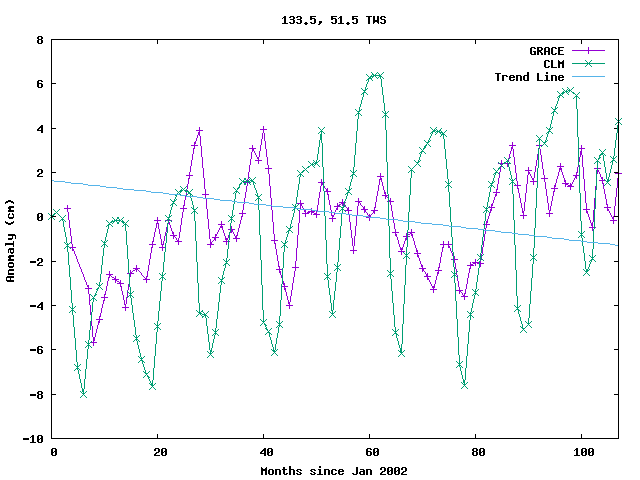 133.5, 51.5 TWS
GRACE
CLM
Trend Line
8
6
4
2
0
-2
-4
-6
-8
-10
Anomaly (cm)
0 20 40 60 80 100
Months since Jan 2002